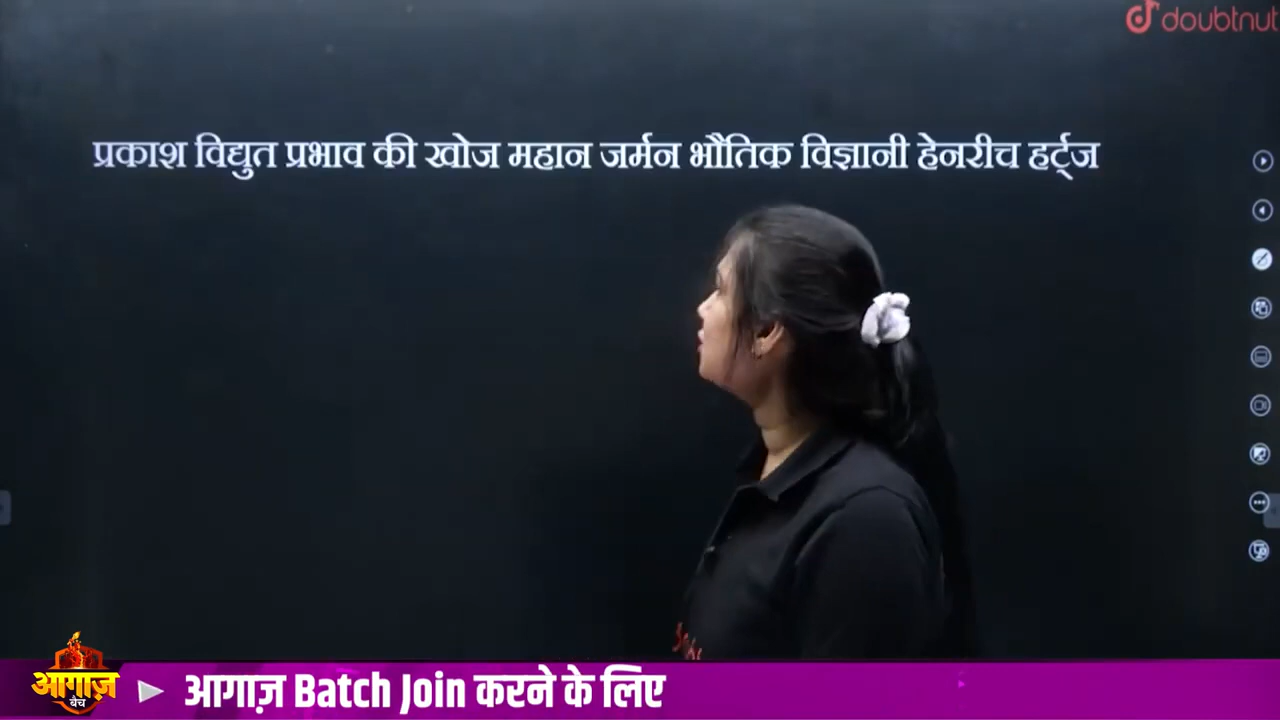 doubtnut
प्रकाश विद्युत प्रभाव की खोज महान जर्मन भौतिक विज्ञानी हेनरीच हर्ट्ज
आगाज़
बैच
आगाज़ Batch Join करने के लिए